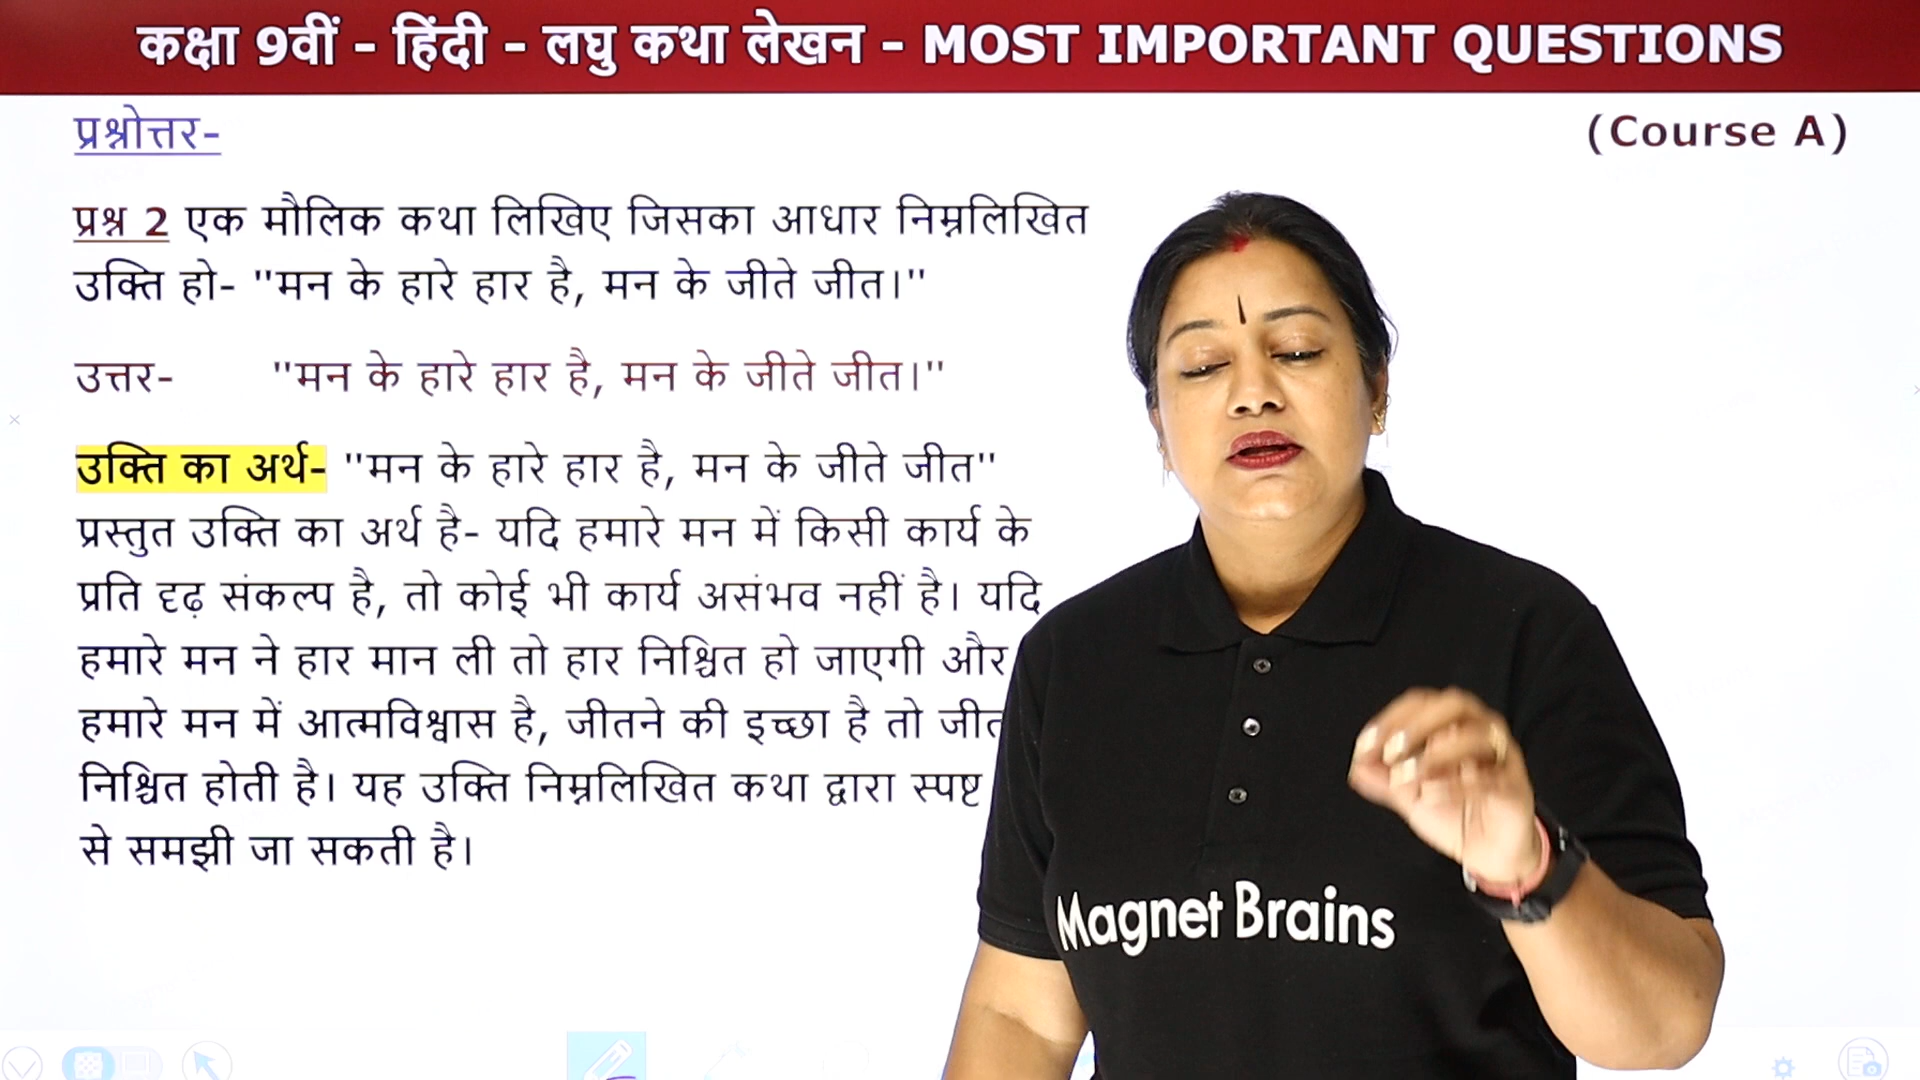 कक्षा 9वीं - हिंदी - लघु कथा लेखन - MOST IMPORTANT QUESTIONS
प्रश्नोत्तर-
(Course A)
प्रश्न 2 एक मौलिक कथा लिखिए जिसका आधार निम्नलिखित
उक्ति हो- "मन के हारे हार है, मन के जीते जीत।"
उत्तर- "मन के हारे हार है, मन के जीते जीत।"
उक्ति का अर्थ- "मन के हारे हार है, मन के जीते जीत"
प्रस्तुत उक्ति का अर्थ है- यदि हमारे मन में किसी कार्य के
प्रति दृढ़ संकल्प है, तो कोई भी कार्य असंभव नहीं है। यदि
हमारे मन ने हार मान ली तो हार निश्चित हो जाएगी और
हमारे मन में आत्मविश्वास है, जीतने की इच्छा है तो जीत
निश्चित होती है। यह उक्ति निम्नलिखित कथा द्वारा स्पष्ट
से समझी जा सकती है।
Magnet Brains